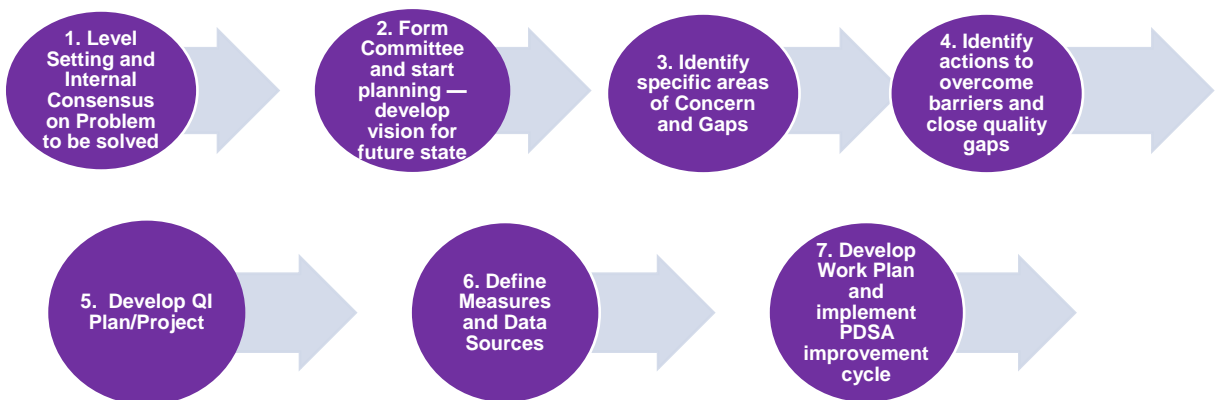 1. Level
Setting and
Internal
Consensus
on Problem
to be solved
2. Form
Committee
and start
planning —
develop
vision for
future state
3. Identify
specific areas
of Concern
and Gaps
4. Identify
actions to
overcome
barriers and
close quality
gaps
5. Develop QI
Plan/Project
6. Define
Measures
and Data
Sources
7. Develop
Work Plan
and
implement
PDSA
improvement
cycle